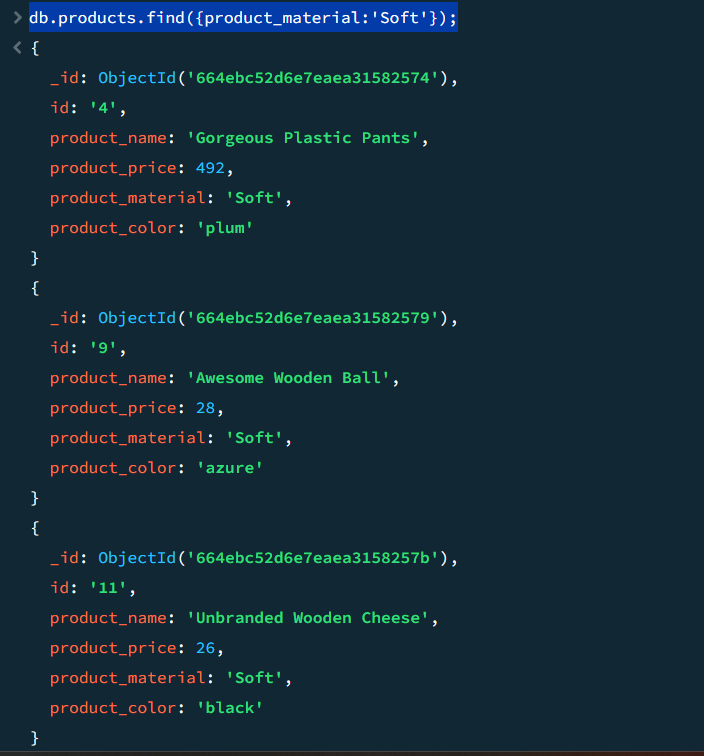 db.products.find({product_material:'Soft'});
{
_id: ObjectId('664ebc52d6e7eaea31582574'),
id: '4',
product_name: 'Gorgeous Plastic Pants',
product_price: 492,
product_material: 'Soft',
product_color: 'plum'
}
{
_id: ObjectId('664ebc52d6e7eaea31582579'),
id: '9',
product_name: 'Awesome Wooden Ball',
product_price: 28,
product_material: 'Soft',
product_color: 'azure'
}
{
_id: ObjectId('664ebc52d6e7eaea3158257b'),
id: '11',
product_name: 'Unbranded Wooden Cheese',
product_price: 26,
product_material: 'Soft',
product_color: 'black'
}